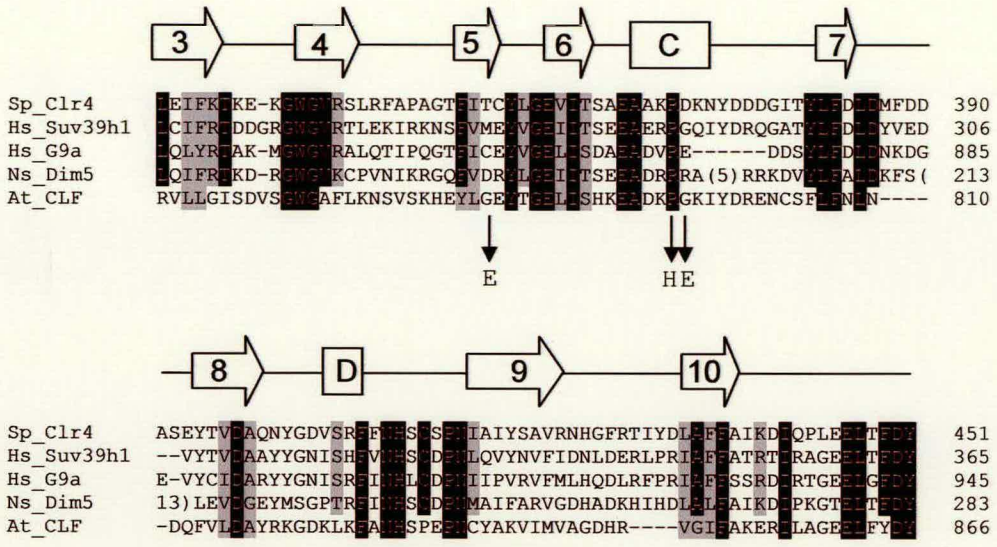 3 4 5 6 C 7
Sp_Clr4 LEIFKTKE-KGWGVRSLRFAPAGTFITCYLGEVITSAEAAKRDKNYDDDGITYLFDLDMFDD 390
Hs_Suv39h1 LCIFRTDDGRGWGVRTLEKIRKNSFVMEYVGEIITSEEAERRGQIYDRQGATYLFDLDYVED 306
Hs_G9a LQLYRTAK-MGWGVRALQTIPQGTFICEYVGELISDAEADVRE------DDSYLFDLDNKDG 885
Ns_Dim5 LQIFRTKD-RGWGVKCPVNIKRGQFVDRYLGEIITSEEADRRRA(5)RRKDVYLFALDKFS( 213
At_CLF RVLLGISDVSGWGAFLKNSVSKHEYLGEYTGELISHKEADKRGKIYDRENCSFLFNLN---- 810
E H E
8 D 9 10
Sp_Clr4 ASEYTVDAQNYGDVSRFFNHSCSPNIAIYSAVRNHGFRTIYDLAFFAIKDIQPLEELTFDY 451
Hs_Suv39h1 --VYTVDAAYYGNISHFVNHSCDPNLQVYNVFIDNLDERLPRIAFFATRTIRAGEELTFDY 365
Hs_G9a E-VYCIDARYYGNISRFINHLCDPNIIPVRVFMLHQDLRFPRIAFFSSRDIRTGEELGFDY 945
Ns_Dim5 13)LEVDGEYMSGPTRFINHSCDPNMAIFARVGDHADKHIHDLALFAIKDIPKGTELTFDY 283
At_CLF -DQFVLDAYRKGDKLKFANHSPEPNCYAKVIMVAGDHR----VGIFAKERILAGEELFYDY 866